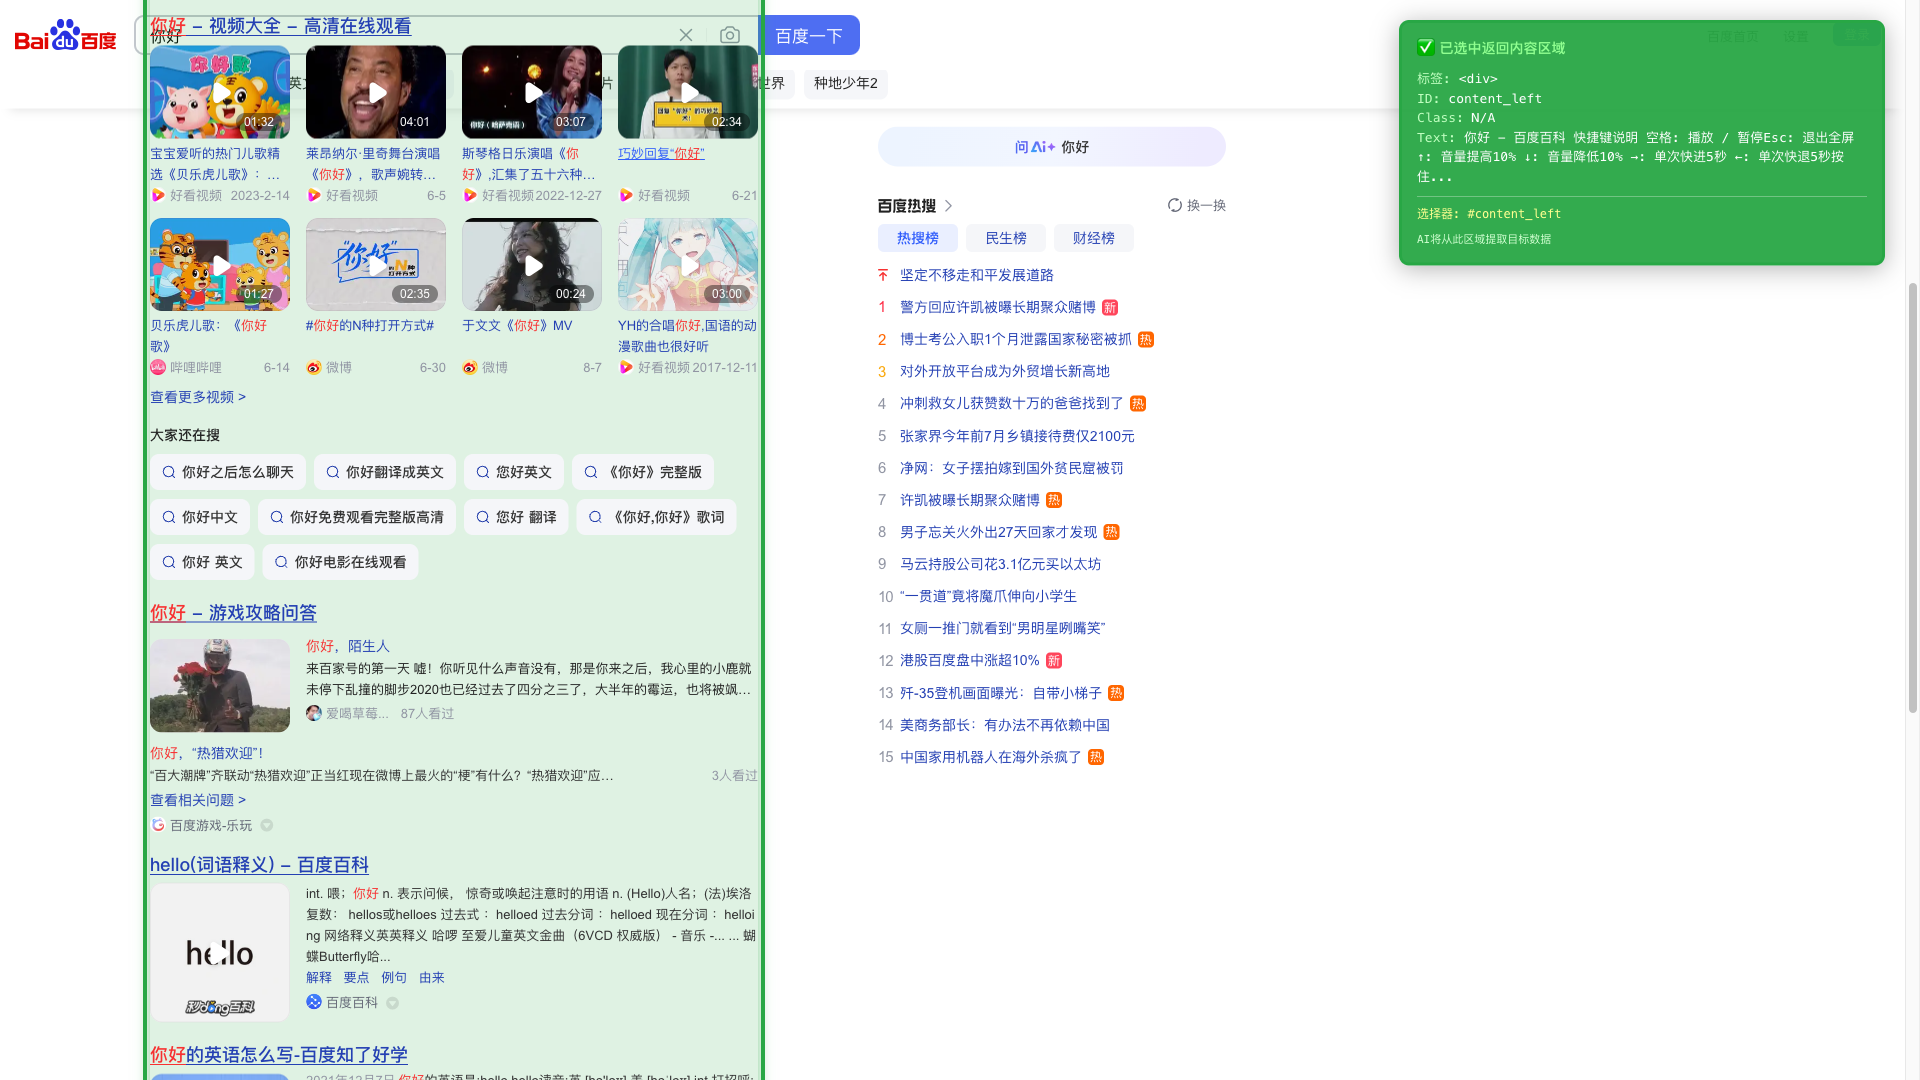 Bai du 百度
你好
百度一下
英文
片
世界
种地少年2
你好 - 视频大全 - 高清在线观看
你好歌
01:32
04:01
你好（哈萨克语）
03:07
02:34
宝宝爱听的热门儿歌精选《贝乐虎儿歌》：...
好看视频 2023-2-14
莱昂纳尔·里奇舞台演唱《你好》，歌声婉转...
好看视频 6-5
斯琴格日乐演唱《你好》,汇集了五十六种...
好看视频 2022-12-27
巧妙回复“你好”
好看视频 6-21
01:27
“你好”
的N种
打开方式
02:35
00:24
03:00
贝乐虎儿歌：《你好歌》
哔哩哔哩 6-14
#你好的N种打开方式#
微博 6-30
于文文《你好》MV
微博 8-7
YH的合唱你好,国语的动漫歌曲也很好听
好看视频 2017-12-11
查看更多视频 >
大家还在搜
你好之后怎么聊天
你好翻译成英文
您好英文
《你好》完整版
你好中文
你好免费观看完整版高清
您好 翻译
《你好,你好》歌词
你好 英文
你好电影在线观看
你好 - 游戏攻略问答
你好，陌生人
来百家号的第一天 嘘！你听见什么声音没有，那是你来之后，我心里的小鹿就
未停下乱撞的脚步2020也已经过去了四分之三了，大半年的霉运，也将被飒...
爱喝草莓... 87人看过
你好，“热猎欢迎”！
“百大潮牌”齐联动“热猎欢迎”正当红现在微博上最火的“梗”有什么？“热猎欢迎”应... 3人看过
查看相关问题 >
百度游戏-乐玩
hello(词语释义) - 百度百科
hello
秒dǒng百科
int. 喂；你好 n. 表示问候， 惊奇或唤起注意时的用语 n. (Hello)人名；(法)埃洛
复数： hellos或helloes 过去式： helloed 过去分词： helloed 现在分词： helloi
ng 网络释义英英释义 哈啰 至爱儿童英文金曲（6VCD 权威版） - 音乐 -... ... 蝴
蝶Butterfly哈...
解释 要点 例句 由来
百度百科
你好的英语怎么写-百度知了好学
问Ai+ 你好
百度热搜
换一换
热搜榜
民生榜
财经榜
坚定不移走和平发展道路
1 警方回应许凯被曝长期聚众赌博 新
2 博士考公入职1个月泄露国家秘密被抓 热
3 对外开放平台成为外贸增长新高地
4 冲刺救女儿获赞数十万的爸爸找到了 热
5 张家界今年前7月乡镇接待费仅2100元
6 净网：女子摆拍嫁到国外贫民窟被罚
7 许凯被曝长期聚众赌博 热
8 男子忘关火外出27天回家才发现 热
9 马云持股公司花3.1亿元买以太坊
10 “一贯道”竟将魔爪伸向小学生
11 女厕一推门就看到“男明星咧嘴笑”
12 港股百度盘中涨超10% 新
13 歼-35登机画面曝光：自带小梯子 热
14 美商务部长：有办法不再依赖中国
15 中国家用机器人在海外杀疯了 热
✅ 已选中返回内容区域
标签: <div>
ID: content_left
Class: N/A
Text: 你好 - 百度百科 快捷键说明 空格: 播放 / 暂停Esc: 退出全屏
↑: 音量提高10% ↓: 音量降低10% →: 单次快进5秒 ←: 单次快退5秒按
住...
选择器: #content_left
AI将从此区域提取目标数据